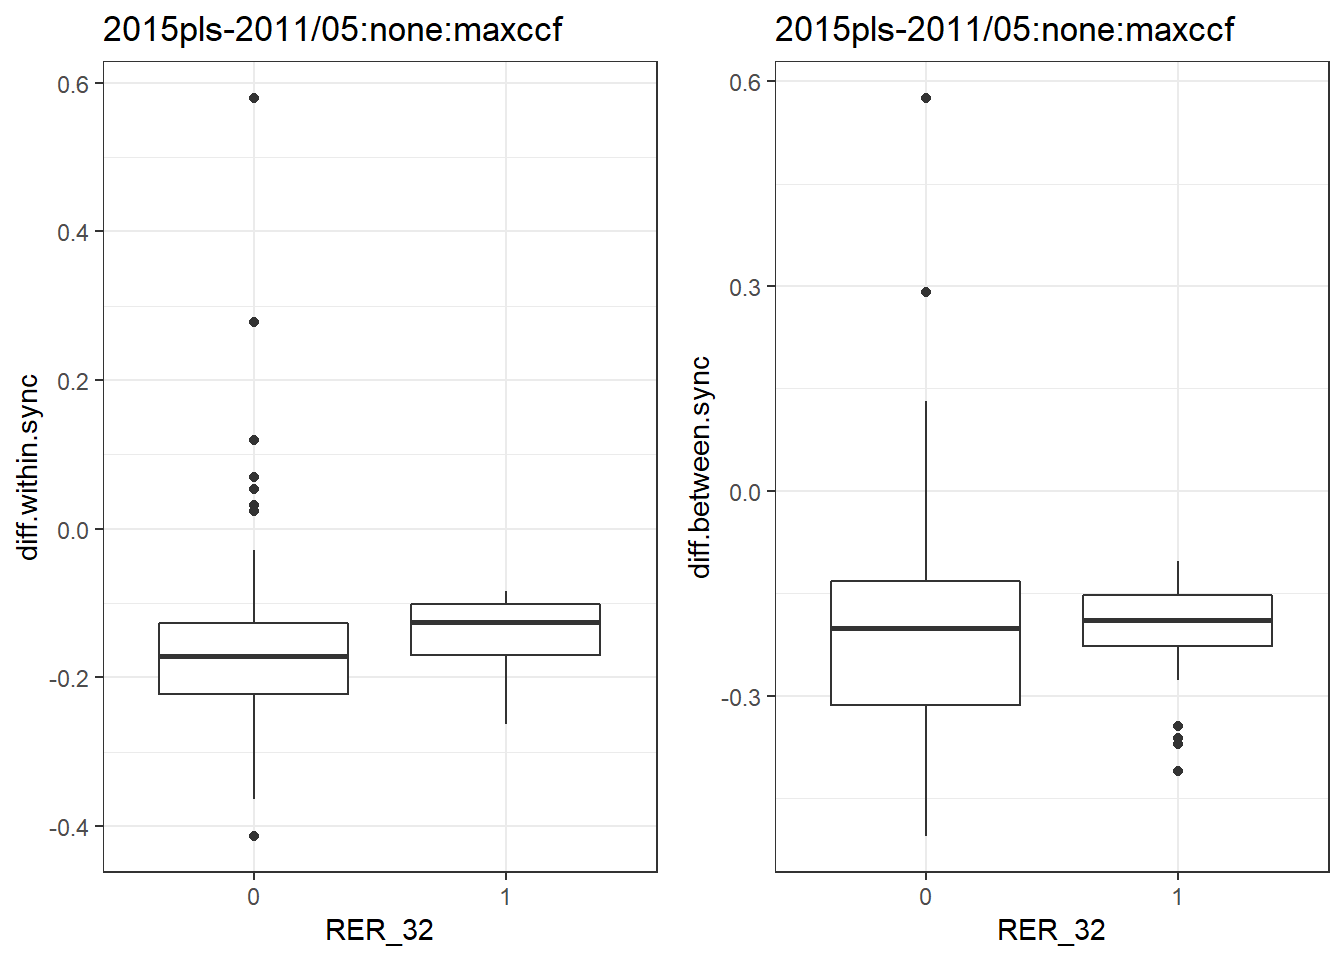 2015pls-2011/05:none:maxccf
0.6
0.4
0.2
0.0
-0.2
-0.4
diff.within.sync
0
1
RER_32
2015pls-2011/05:none:maxccf
0.6
0.3
0.0
-0.3
diff.between.sync
0
1
RER_32